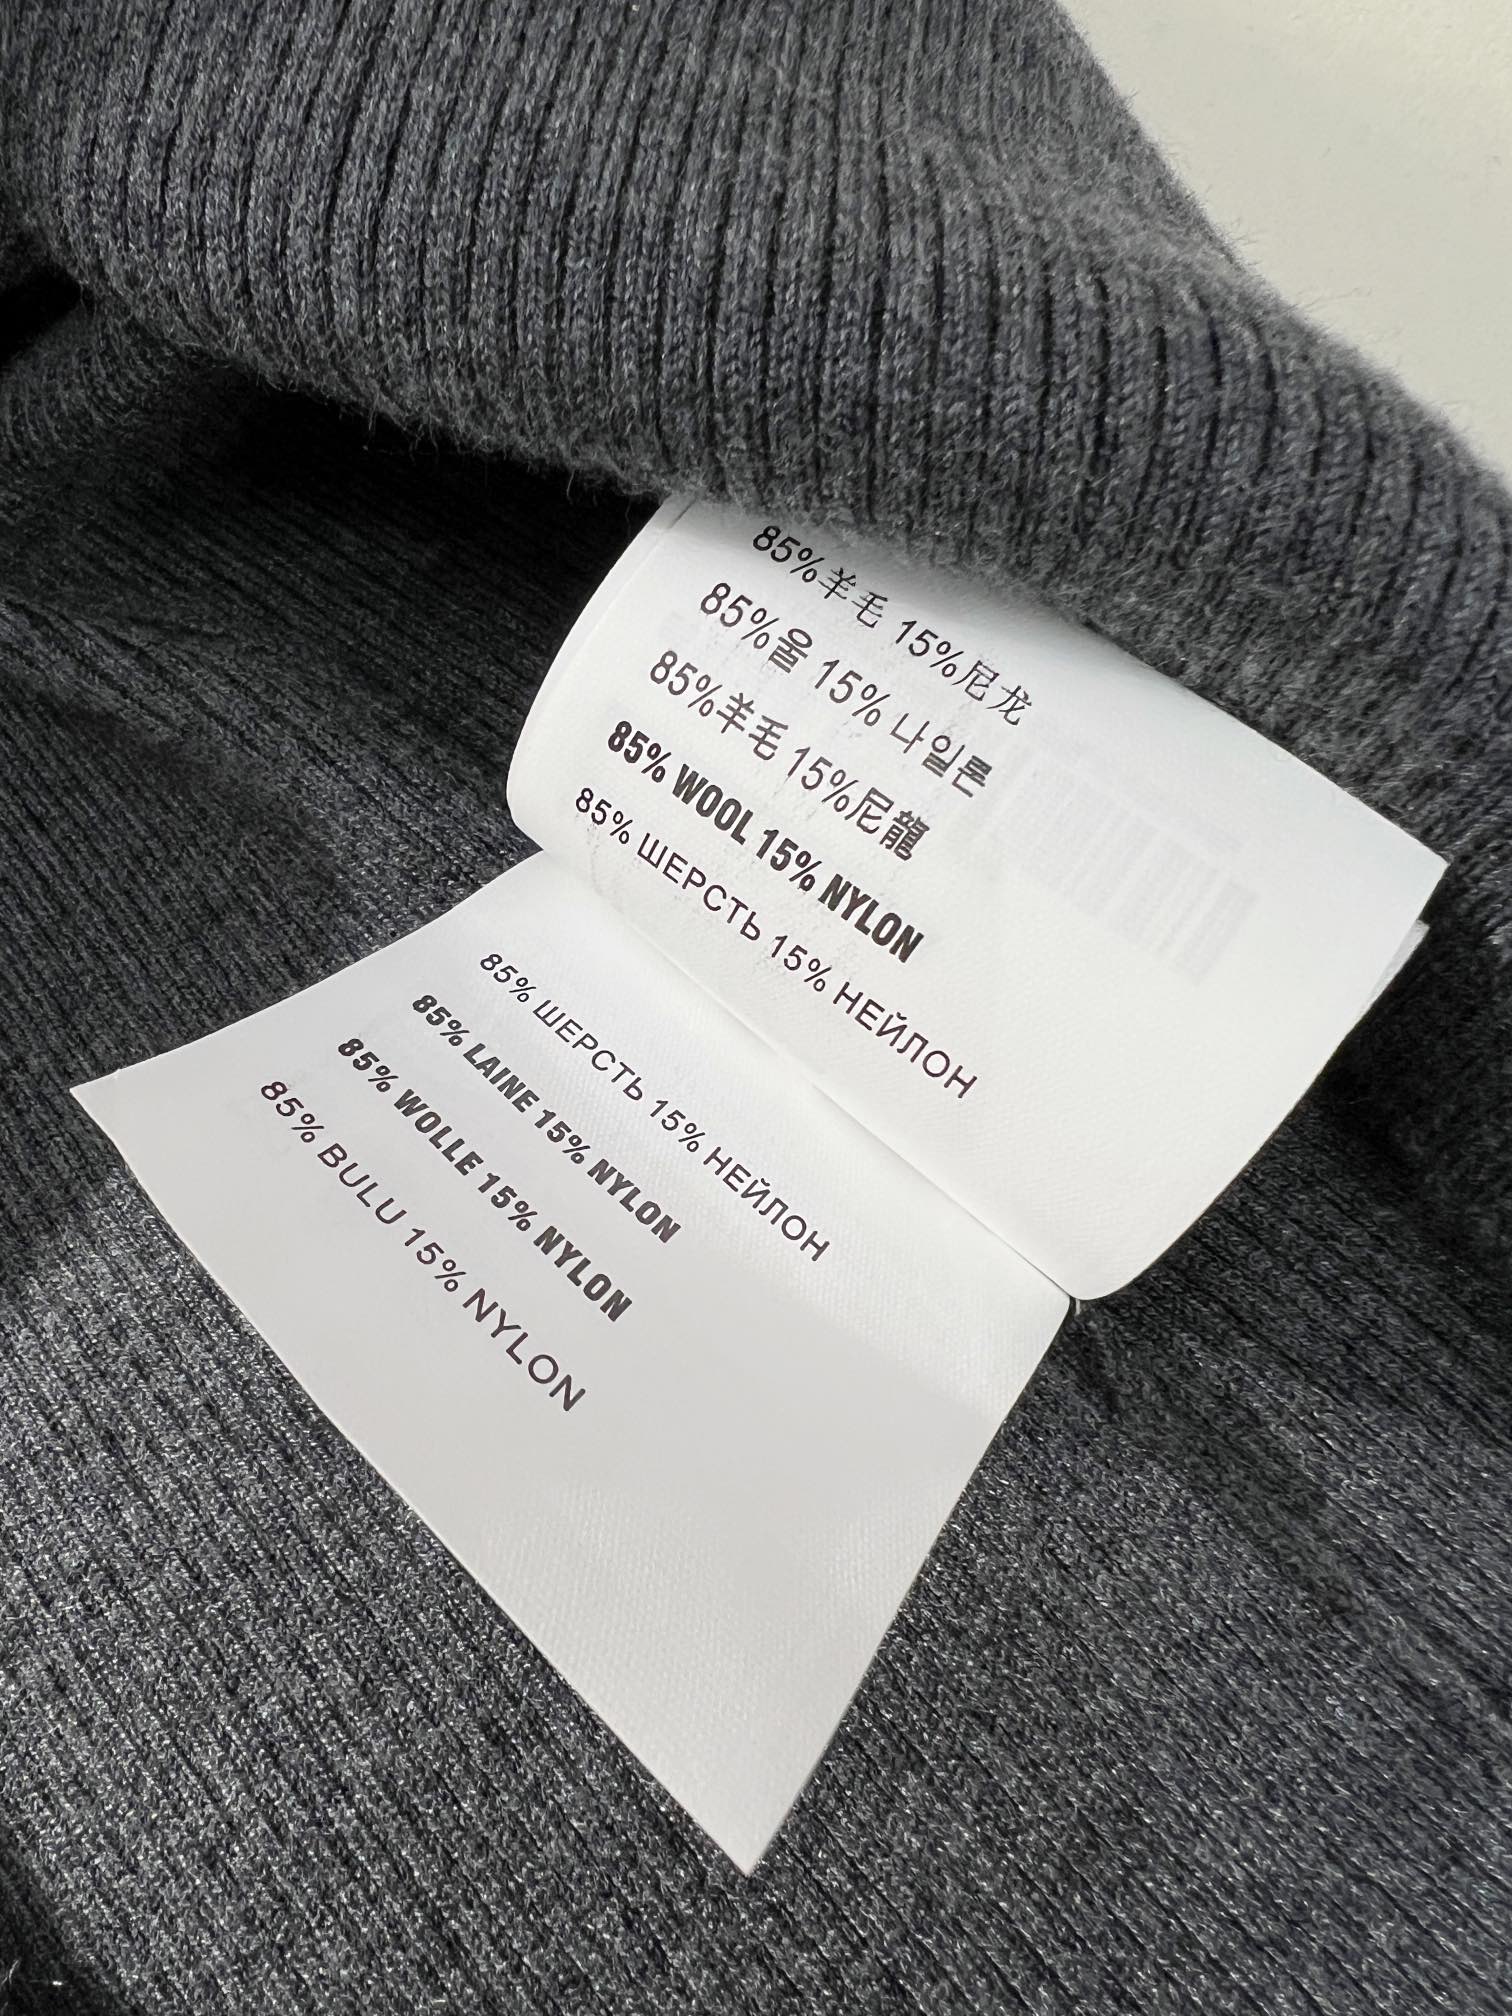 85%羊毛 15%尼龙
85%울 15% 나일론
85%羊毛 15%尼龍
85% WOOL 15% NYLON
85% ШЕРСТЬ 15% НЕЙЛОН
85% ШЕРСТЬ 15% НЕЙЛОН
85% LAINE 15% NYLON
85% WOLLE 15% NYLON
85% BULU 15% NYLON